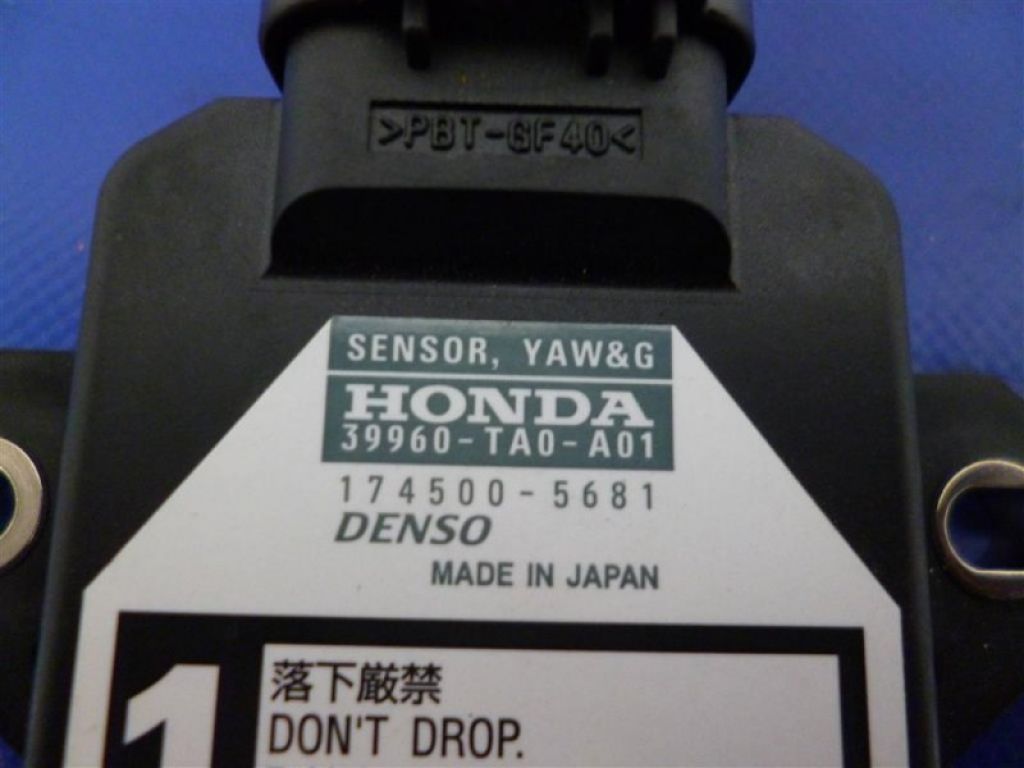 >PBT-GF40<
SENSOR, YAW&G
HONDA
39960-TA0-A01
174500-5681
DENSO
MADE IN JAPAN
1
落下厳禁
DON'T DROP.